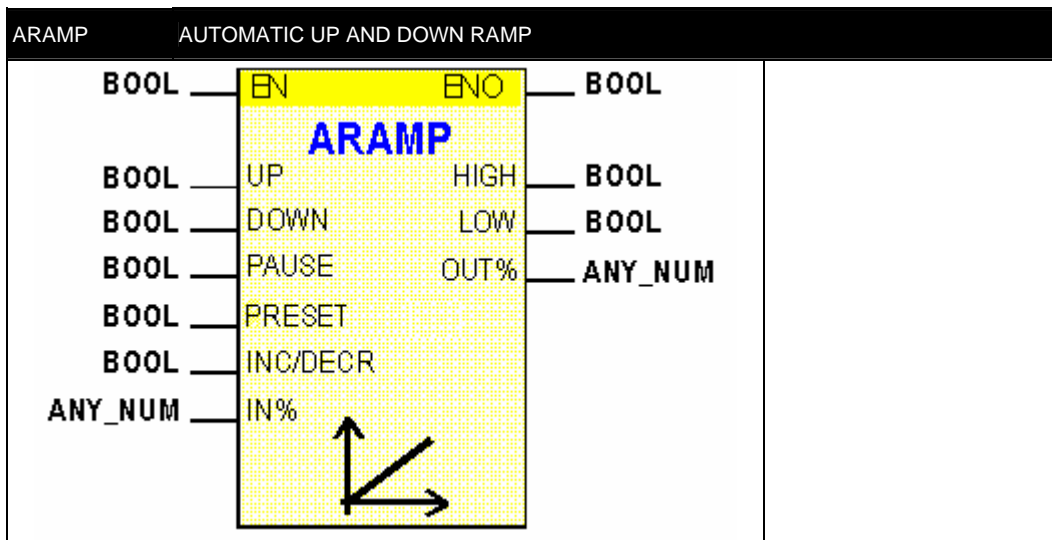 ARAMP AUTOMATIC UP AND DOWN RAMP
BOOL EN ENO BOOL
ARAMP
BOOL UP HIGH BOOL
BOOL DOWN LOW BOOL
BOOL PAUSE OUT% ANY_NUM
BOOL PRESET
BOOL INC/DECR
ANY_NUM IN%